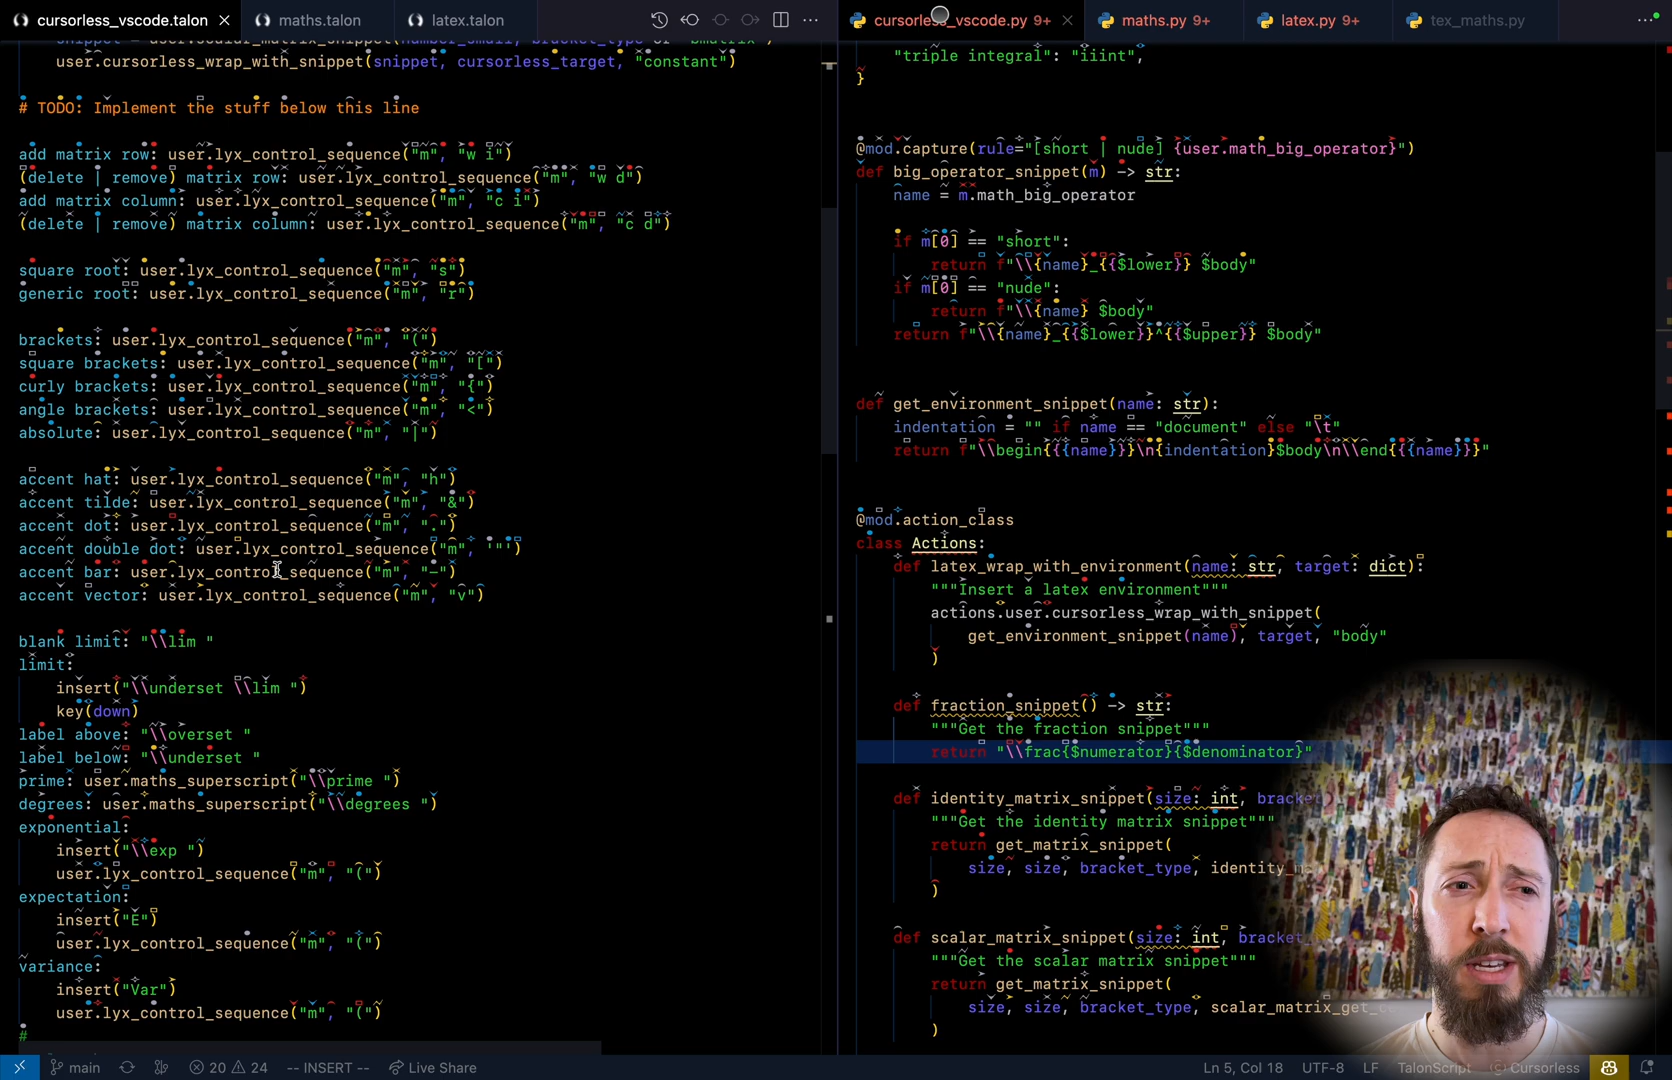 cursorless_vscode.talon
maths.talon
latex.talon
cursorless_vscode.py 9+
maths.py 9+
latex.py 9+
tex_maths.py
user.cursorless_wrap_with_snippet(snippet, cursorless_target, "constant")
# TODO: Implement the stuff below this line
add matrix row: user.lyx_control_sequence("m", "w i")
(delete | remove) matrix row: user.lyx_control_sequence("m", "w d")
add matrix column: user.lyx_control_sequence("m", "c i")
(delete | remove) matrix column: user.lyx_control_sequence("m", "c d")
square root: user.lyx_control_sequence("m", "s")
generic root: user.lyx_control_sequence("m", "r")
brackets: user.lyx_control_sequence("m", "(")
square brackets: user.lyx_control_sequence("m", "[")
curly brackets: user.lyx_control_sequence("m", "{")
angle brackets: user.lyx_control_sequence("m", "<")
absolute: user.lyx_control_sequence("m", "|")
accent hat: user.lyx_control_sequence("m", "h")
accent tilde: user.lyx_control_sequence("m", "&")
accent dot: user.lyx_control_sequence("m", ".")
accent double dot: user.lyx_control_sequence("m", '"')
accent bar: user.lyx_control_sequence("m", "-")
accent vector: user.lyx_control_sequence("m", "v")
blank limit: "\\lim "
limit:
insert("\\underset \\lim ")
key(down)
label above: "\\overset "
label below: "\\underset "
prime: user.maths_superscript("\\prime ")
degrees: user.maths_superscript("\\degrees ")
exponential:
insert("\\exp ")
user.lyx_control_sequence("m", "(")
expectation:
insert("E")
user.lyx_control_sequence("m", "(")
variance:
insert("Var")
user.lyx_control_sequence("m", "(")
#
"triple integral": "iiint",
}
@mod.capture(rule="[short | nude] {user.math_big_operator}")
def big_operator_snippet(m) -> str:
name = m.math_big_operator
if m[0] == "short":
return f"\\{name}_{{$lower}} $body"
if m[0] == "nude":
return f"\\{name} $body"
return f"\\{name}_{{$lower}}^{{$upper}} $body"
def get_environment_snippet(name: str):
indentation = "" if name == "document" else "\t"
return f"\\begin{{{name}}}\n{indentation}$body\n\\end{{{name}}}"
@mod.action_class
class Actions:
def latex_wrap_with_environment(name: str, target: dict):
"""Insert a latex environment"""
actions.user.cursorless_wrap_with_snippet(
get_environment_snippet(name), target, "body"
)
def fraction_snippet() -> str:
"""Get the fraction snippet"""
return "\\frac{$numerator}{$denominator}"
def identity_matrix_snippet(size: int, bracke
"""Get the identity matrix snippet"""
return get_matrix_snippet(
size, size, bracket_type, identity_m
)
def scalar_matrix_snippet(size: int, bracket
"""Get the scalar matrix snippet"""
return get_matrix_snippet(
size, size, bracket_type, scalar_matrix_get_
)
main
20
24
-- INSERT --
Live Share
Ln 5, Col 18
UTF-8
LF
TalonScript
Cursorless